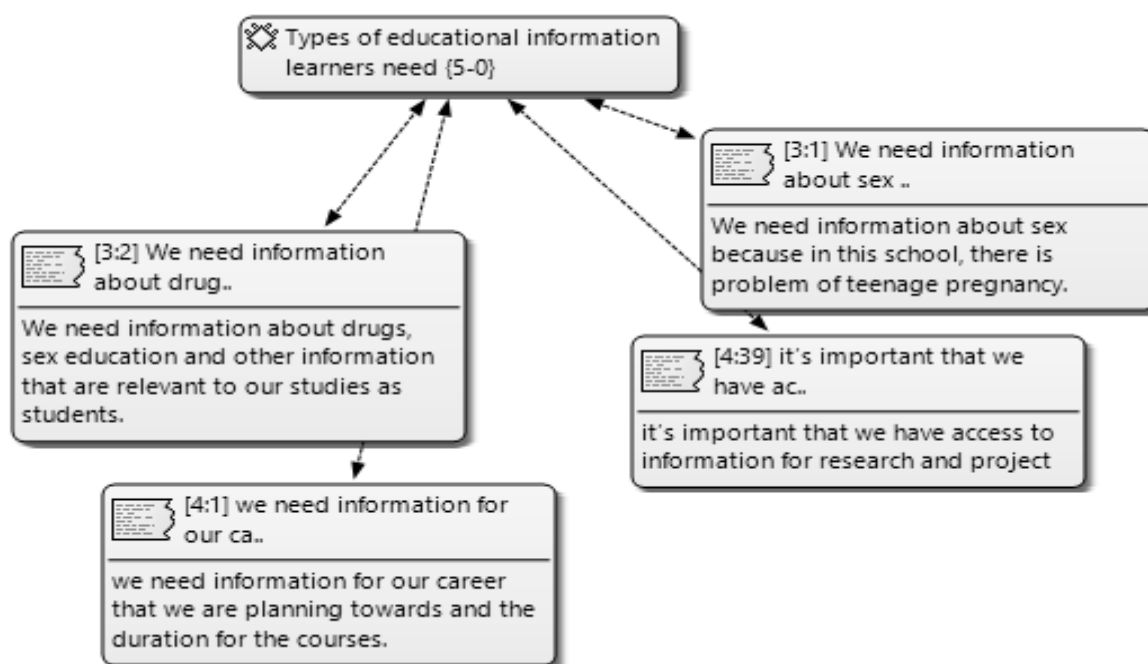 Types of educational information
learners need {5-0}
[3:1] We need information
about sex ..
We need information about sex
because in this school, there is
problem of teenage pregnancy.
[3:2] We need information
about drug..
We need information about drugs,
sex education and other information
that are relevant to our studies as
students.
[4:39] it's important that we
have ac..
it's important that we have access to
information for research and project
[4:1] we need information for
our ca..
we need information for our career
that we are planning towards and the
duration for the courses.